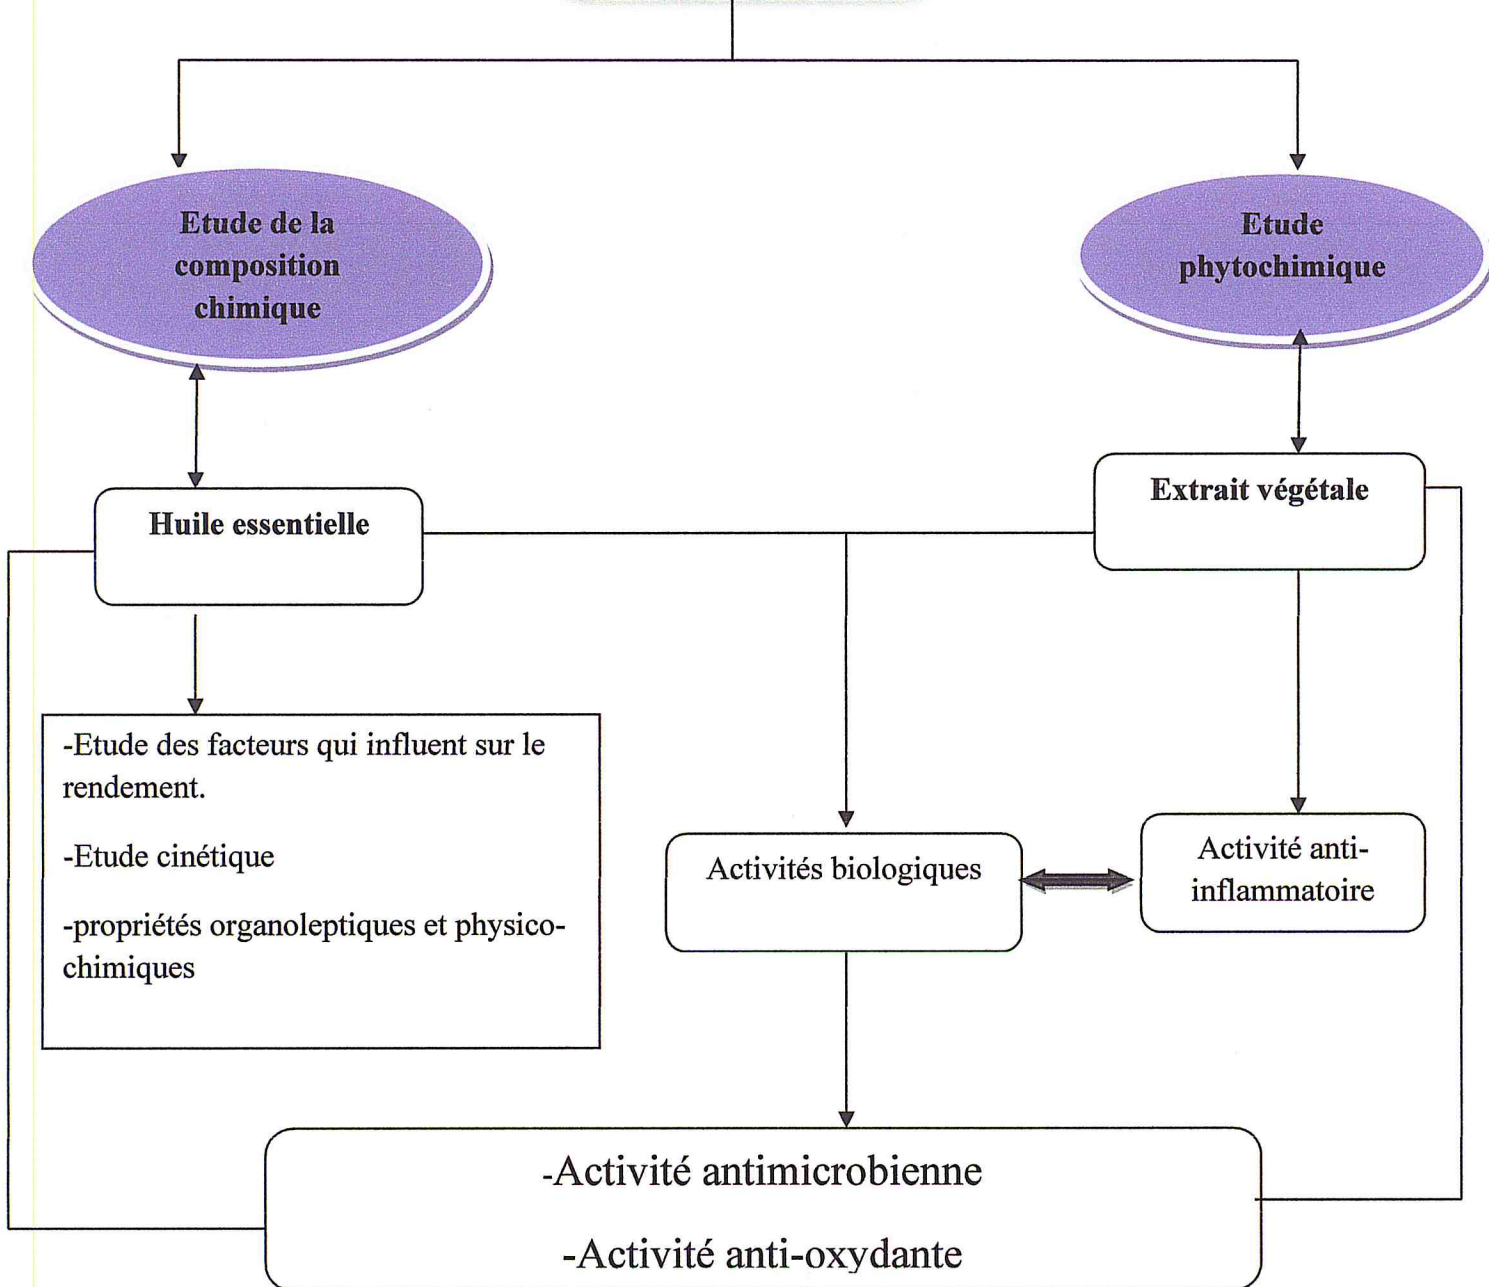 Etude de la
composition
chimique
Etude
phytochimique
Huile essentielle
Extrait végétale
-Etude des facteurs qui influent sur le
rendement.
-Etude cinétique
-propriétés organoleptiques et physico-
chimiques
Activités biologiques
Activité anti-
inflammatoire
-Activité antimicrobienne
-Activité anti-oxydante